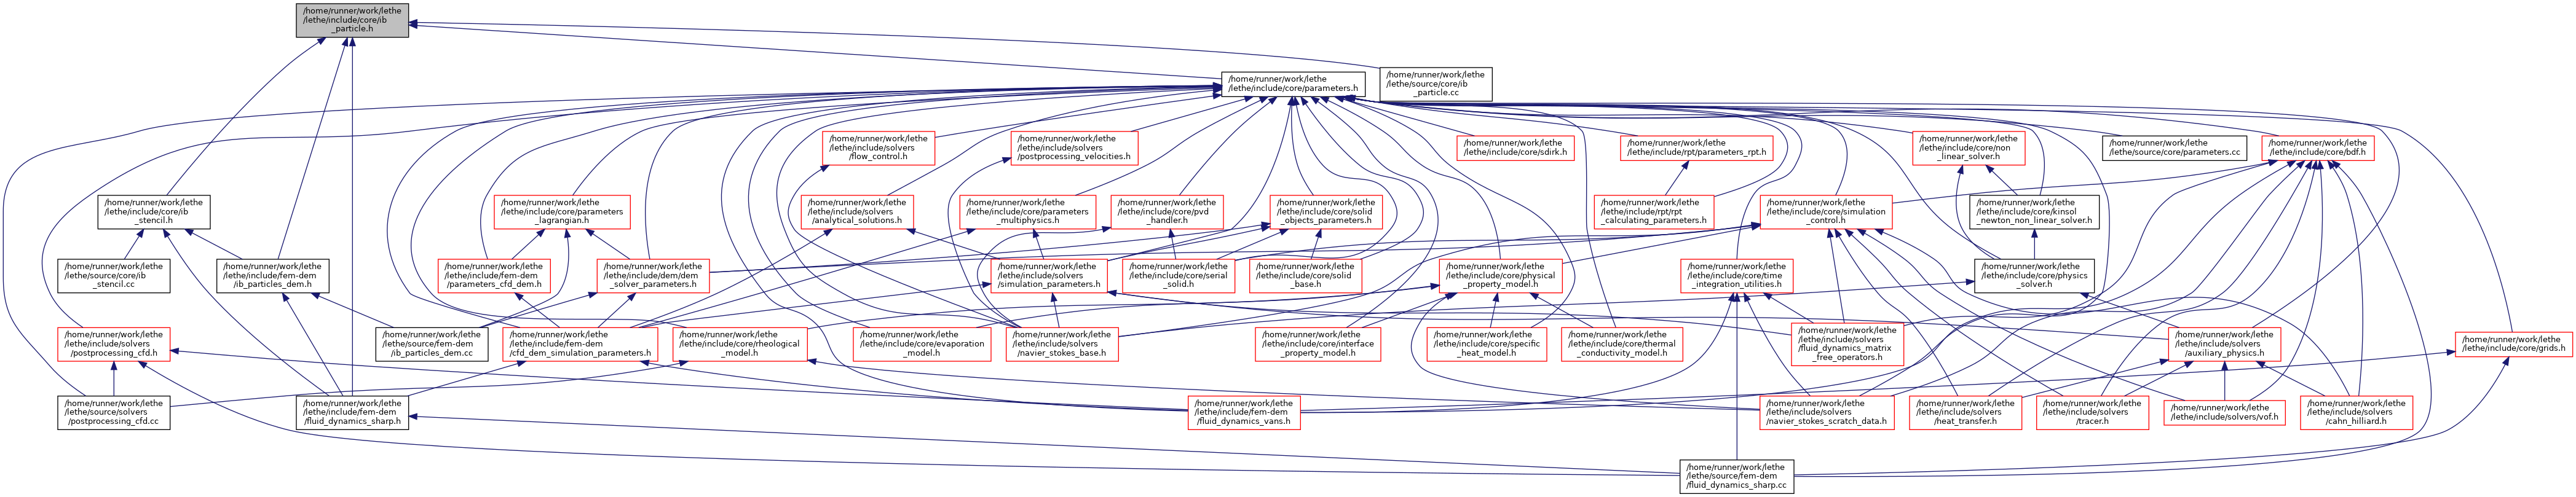 /home/runner/work/lethe
/lethe/include/core/ib
_particle.h
/home/runner/work/lethe
/lethe/include/core/parameters.h
/home/runner/work/lethe
/lethe/source/core/ib
_particle.cc
/home/runner/work/lethe
/lethe/include/solvers
/flow_control.h
/home/runner/work/lethe
/lethe/include/solvers
/postprocessing_velocities.h
/home/runner/work/lethe
/lethe/include/core/sdirk.h
/home/runner/work/lethe
/lethe/include/rpt/parameters_rpt.h
/home/runner/work/lethe
/lethe/include/core/non
_linear_solver.h
/home/runner/work/lethe
/lethe/source/core/parameters.cc
/home/runner/work/lethe
/lethe/include/core/bdf.h
/home/runner/work/lethe
/lethe/include/core/ib
_stencil.h
/home/runner/work/lethe
/lethe/include/core/parameters
_lagrangian.h
/home/runner/work/lethe
/lethe/include/solvers
/analytical_solutions.h
/home/runner/work/lethe
/lethe/include/core/parameters
_multiphysics.h
/home/runner/work/lethe
/lethe/include/core/pvd
_handler.h
/home/runner/work/lethe
/lethe/include/core/solid
_objects_parameters.h
/home/runner/work/lethe
/lethe/include/rpt/rpt
_calculating_parameters.h
/home/runner/work/lethe
/lethe/include/core/simulation
_control.h
/home/runner/work/lethe
/lethe/include/core/kinsol
_newton_non_linear_solver.h
/home/runner/work/lethe
/lethe/source/core/ib
_stencil.cc
/home/runner/work/lethe
/lethe/include/fem-dem
/ib_particles_dem.h
/home/runner/work/lethe
/lethe/include/fem-dem
/parameters_cfd_dem.h
/home/runner/work/lethe
/lethe/include/dem/dem
_solver_parameters.h
/home/runner/work/lethe
/lethe/include/solvers
/simulation_parameters.h
/home/runner/work/lethe
/lethe/include/core/serial
_solid.h
/home/runner/work/lethe
/lethe/include/core/solid
_base.h
/home/runner/work/lethe
/lethe/include/core/physical
_property_model.h
/home/runner/work/lethe
/lethe/include/core/time
_integration_utilities.h
/home/runner/work/lethe
/lethe/include/core/physics
_solver.h
/home/runner/work/lethe
/lethe/include/solvers
/postprocessing_cfd.h
/home/runner/work/lethe
/lethe/source/fem-dem
/ib_particles_dem.cc
/home/runner/work/lethe
/lethe/include/fem-dem
/cfd_dem_simulation_parameters.h
/home/runner/work/lethe
/lethe/include/core/rheological
_model.h
/home/runner/work/lethe
/lethe/include/core/evaporation
_model.h
/home/runner/work/lethe
/lethe/include/solvers
/navier_stokes_base.h
/home/runner/work/lethe
/lethe/include/core/interface
_property_model.h
/home/runner/work/lethe
/lethe/include/core/specific
_heat_model.h
/home/runner/work/lethe
/lethe/include/core/thermal
_conductivity_model.h
/home/runner/work/lethe
/lethe/include/solvers
/fluid_dynamics_matrix
_free_operators.h
/home/runner/work/lethe
/lethe/include/solvers
/auxiliary_physics.h
/home/runner/work/lethe
/lethe/include/core/grids.h
/home/runner/work/lethe
/lethe/source/solvers
/postprocessing_cfd.cc
/home/runner/work/lethe
/lethe/include/fem-dem
/fluid_dynamics_sharp.h
/home/runner/work/lethe
/lethe/include/fem-dem
/fluid_dynamics_vans.h
/home/runner/work/lethe
/lethe/include/solvers
/navier_stokes_scratch_data.h
/home/runner/work/lethe
/lethe/include/solvers
/heat_transfer.h
/home/runner/work/lethe
/lethe/include/solvers
/tracer.h
/home/runner/work/lethe
/lethe/include/solvers/vof.h
/home/runner/work/lethe
/lethe/include/solvers
/cahn_hilliard.h
/home/runner/work/lethe
/lethe/source/fem-dem
/fluid_dynamics_sharp.cc